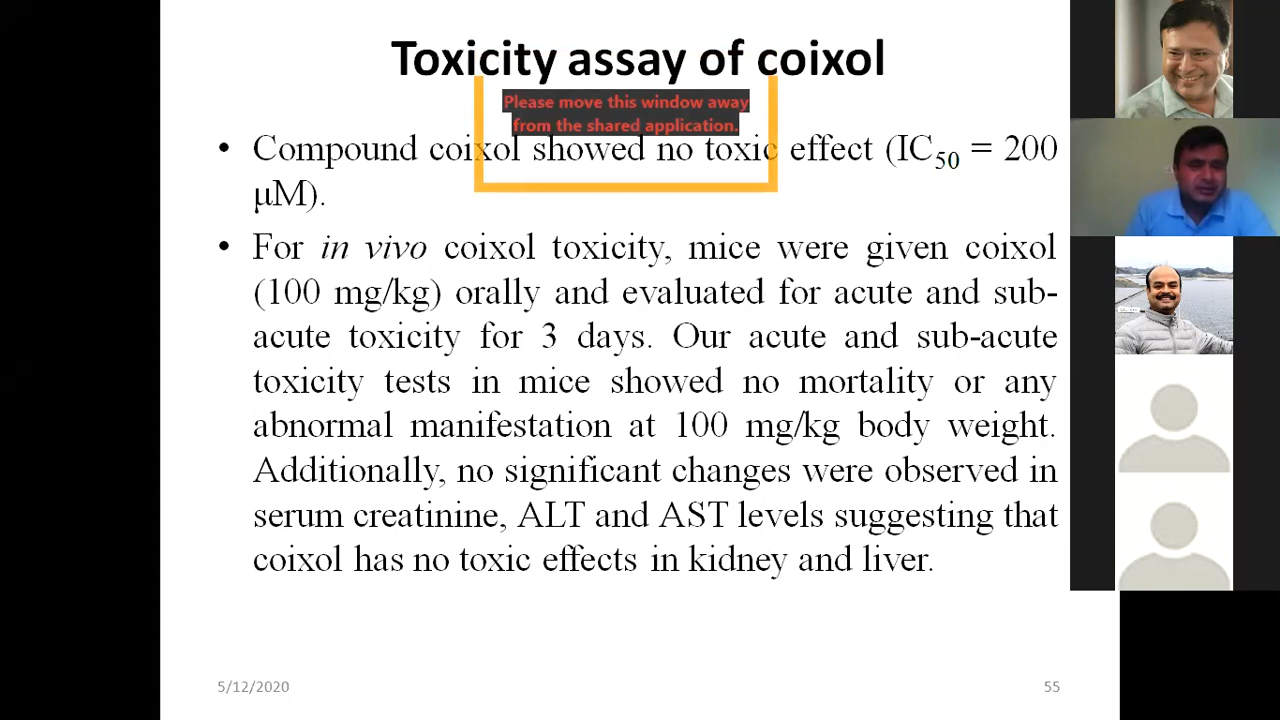 Toxicity assay of coixol
Please move this window away
from the shared application.
• Compound coixol showed no toxic effect (IC50 = 200
μM).
• For in vivo coixol toxicity, mice were given coixol
(100 mg/kg) orally and evaluated for acute and sub-
acute toxicity for 3 days. Our acute and sub-acute
toxicity tests in mice showed no mortality or any
abnormal manifestation at 100 mg/kg body weight.
Additionally, no significant changes were observed in
serum creatinine, ALT and AST levels suggesting that
coixol has no toxic effects in kidney and liver.
5/12/2020
55